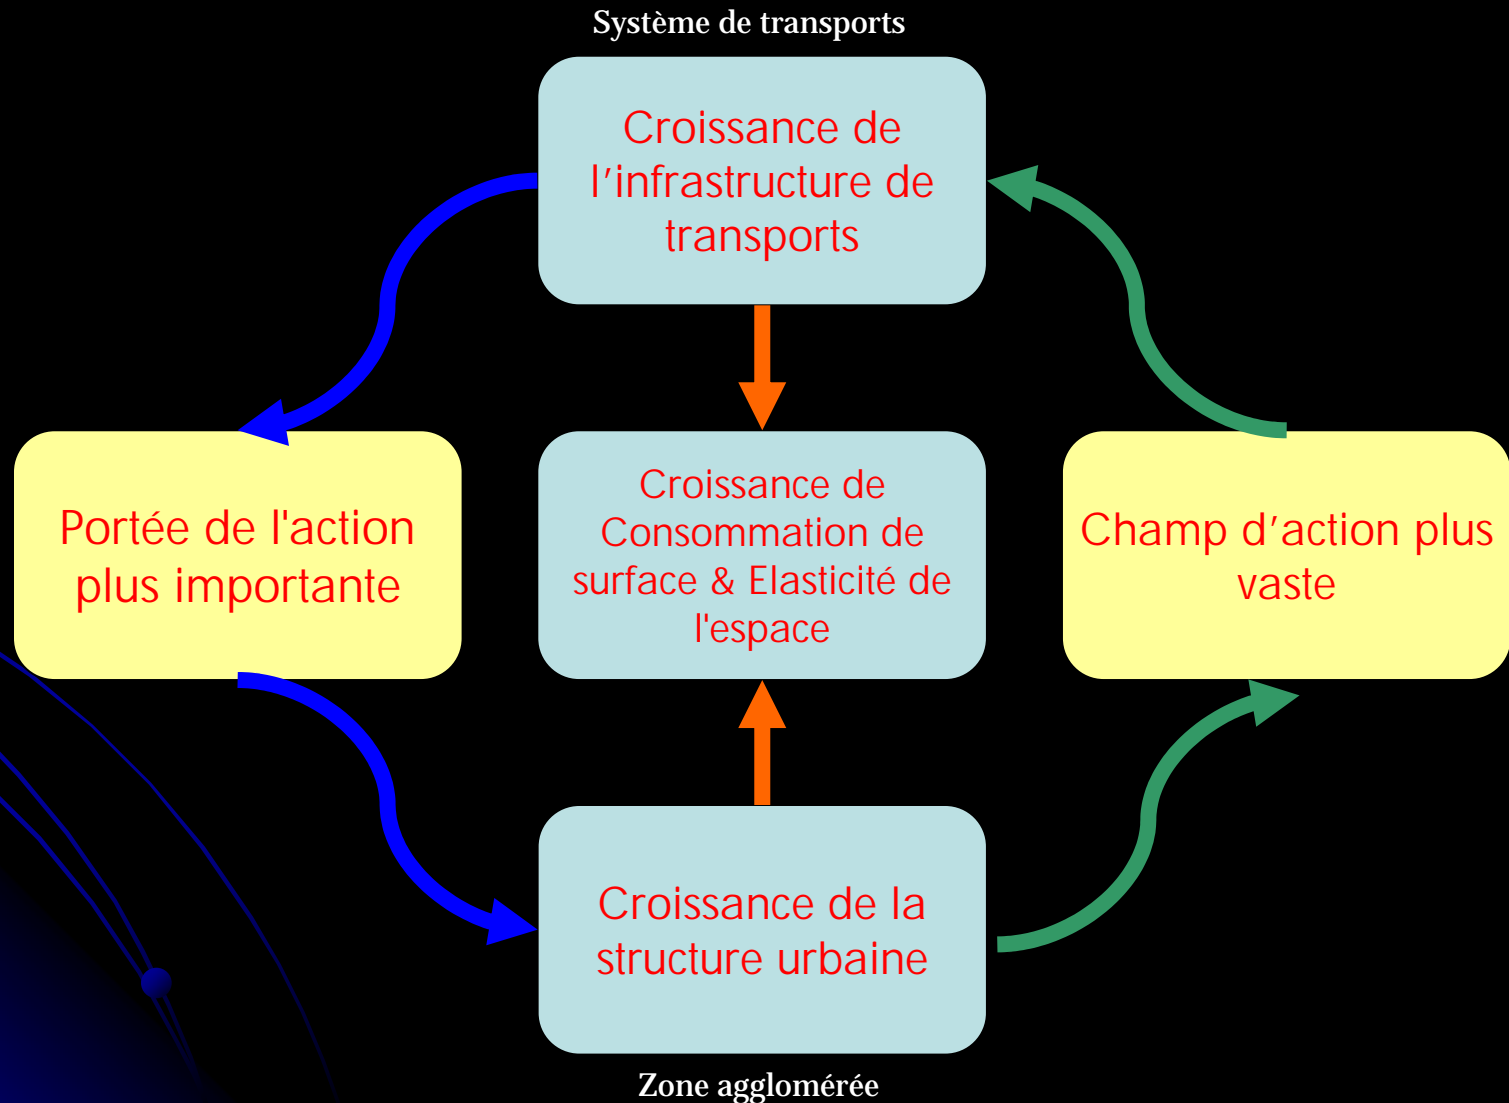 Système de transports
Croissance de
l’infrastructure de
transports
Portée de l'action
plus importante
Croissance de
Consommation de
surface & Elasticité de
l'espace
Champ d’action plus
vaste
Croissance de la
structure urbaine
Zone agglomérée